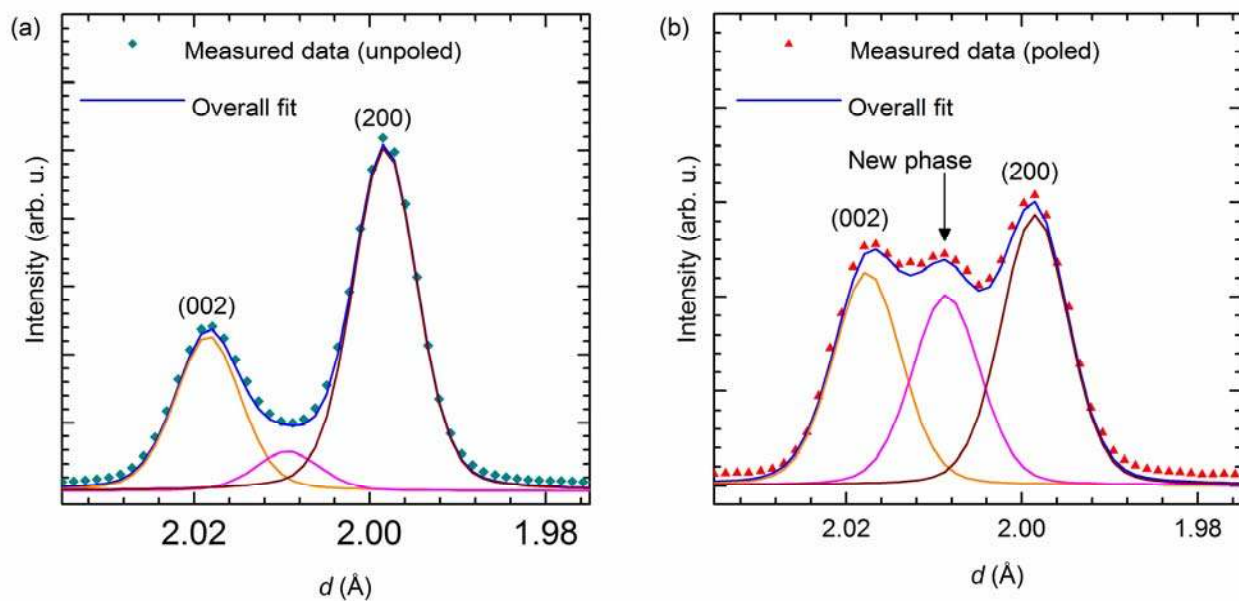 (a)
Measured data (unpoled)
Overall fit
(200)
(002)
Intensity (arb. u.)
2.02
2.00
1.98
d (Å)
(b)
Measured data (poled)
Overall fit
New phase
(200)
(002)
Intensity (arb. u.)
2.02
2.00
1.98
d (Å)